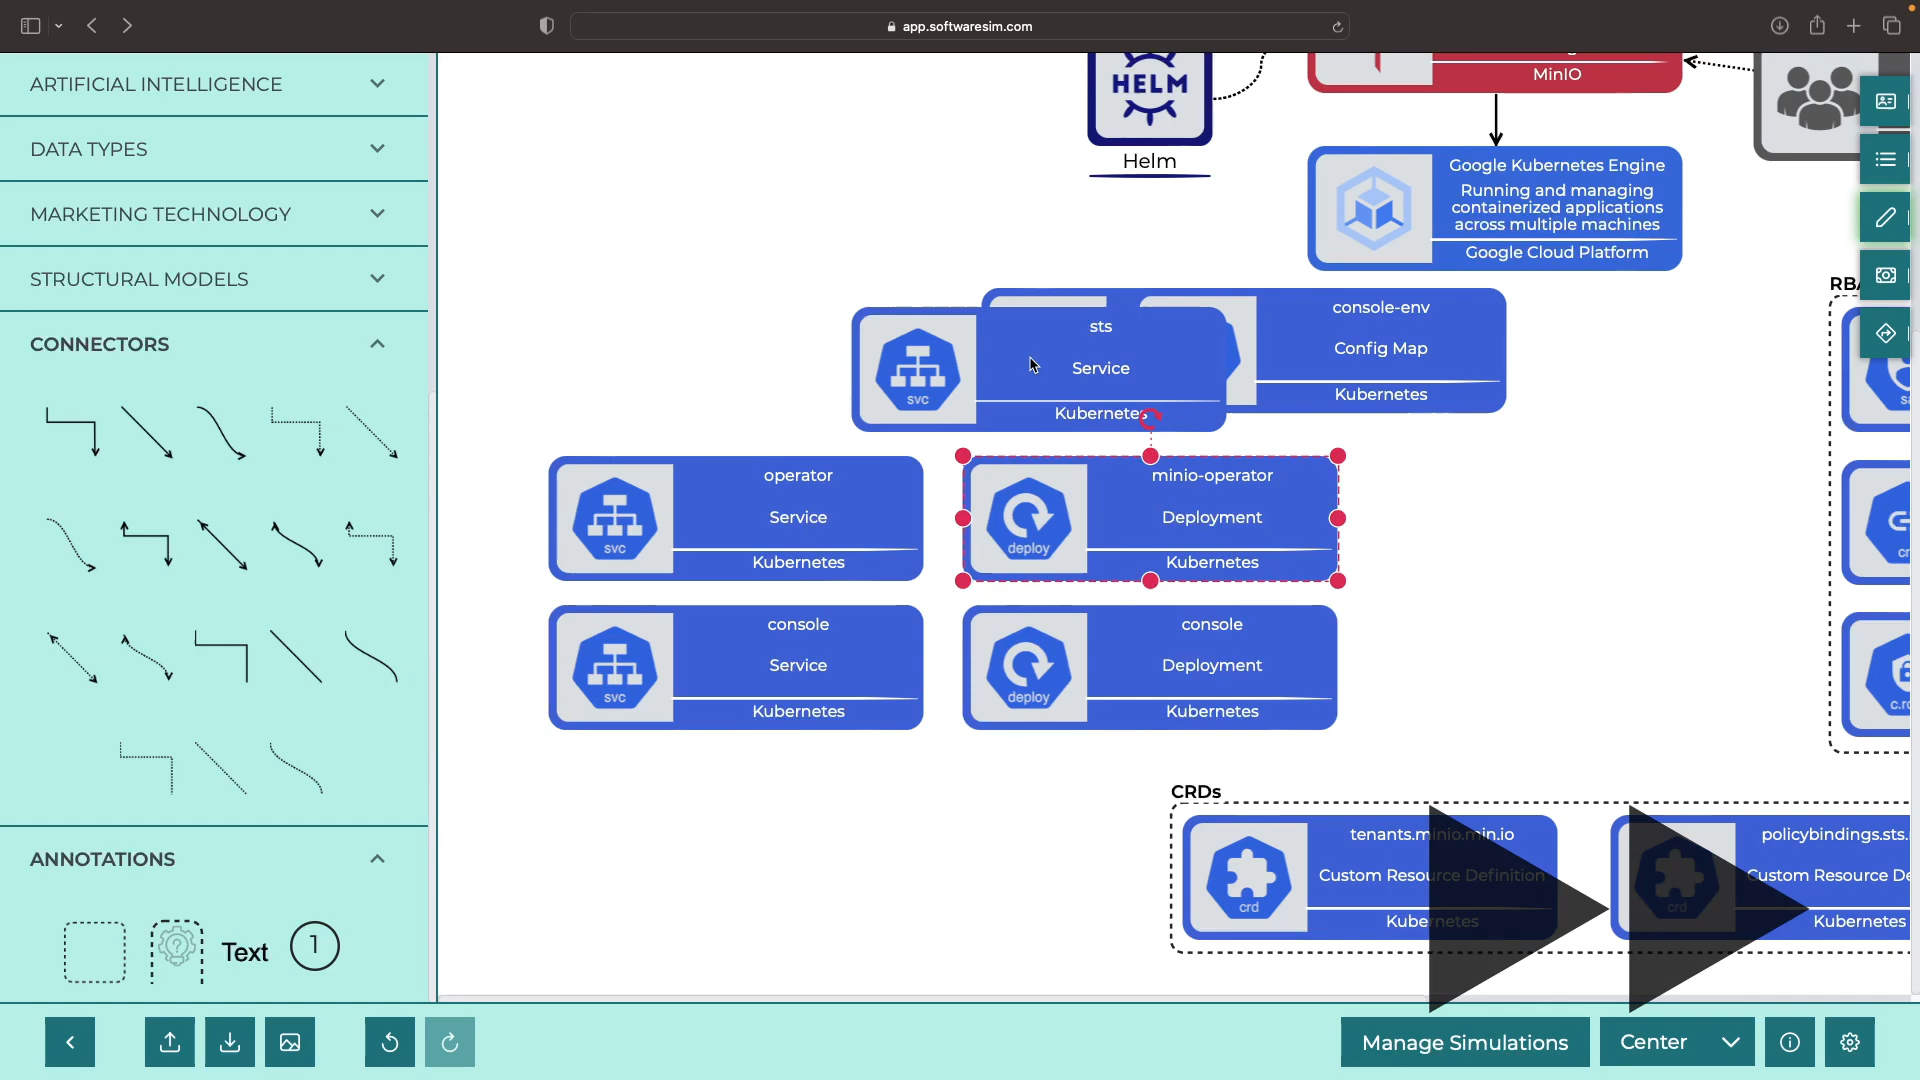 app.softwaresim.com
ARTIFICIAL INTELLIGENCE
DATA TYPES
MARKETING TECHNOLOGY
STRUCTURAL MODELS
CONNECTORS
ANNOTATIONS
Text
1
HELM
Helm
MinIO
Google Kubernetes Engine
Running and managing
containerized applications
across multiple machines
Google Cloud Platform
sts
Service
Kubernetes
svc
console-env
Config Map
Kubernetes
operator
Service
Kubernetes
svc
minio-operator
Deployment
Kubernetes
deploy
console
Service
Kubernetes
svc
console
Deployment
Kubernetes
deploy
CRDs
tenants.minio.min.io
Custom Resource Definition
Kubernetes
crd
policybindings.sts.
Custom Resource De
Kubernetes
crd
Manage Simulations
Center